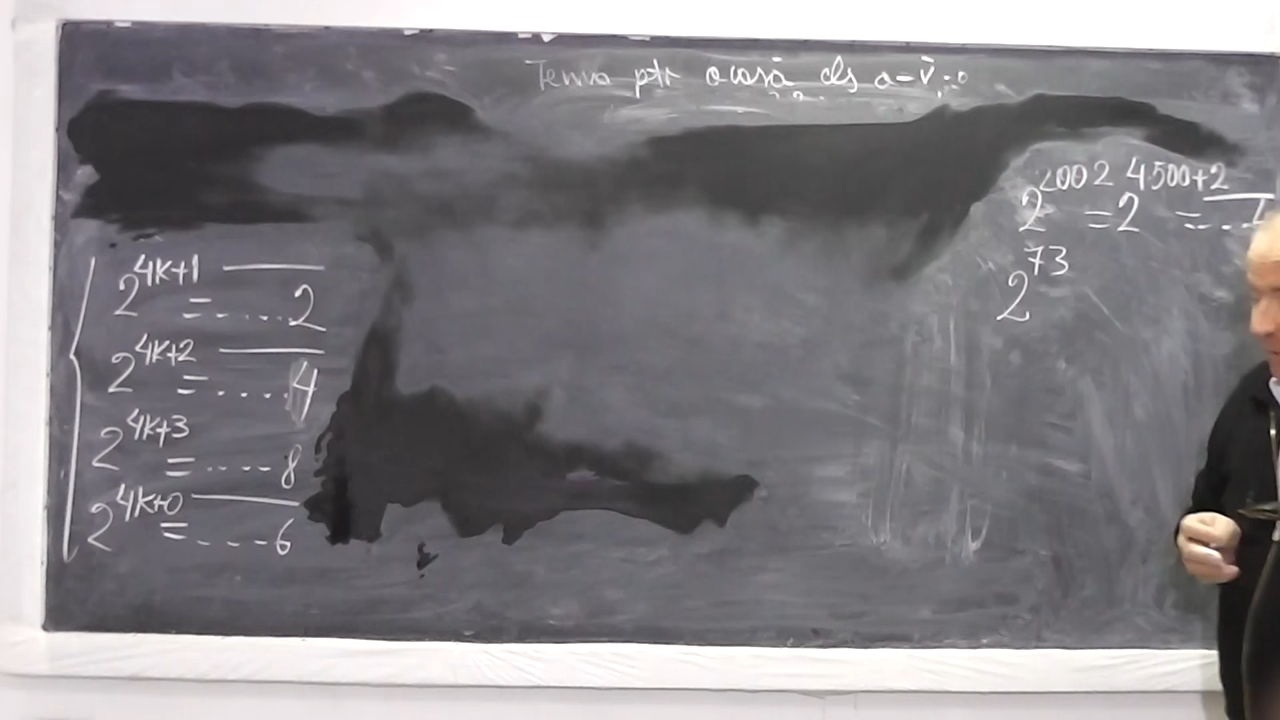 Tema ptr acasă cls a-V
2^{4k+1} = .....2
2^{4k+2} = .....4
2^{4k+3} = ....8
2^{4k+0} = ....6
2^{2002} = 2^{4 500+2} = ...
2^{73}